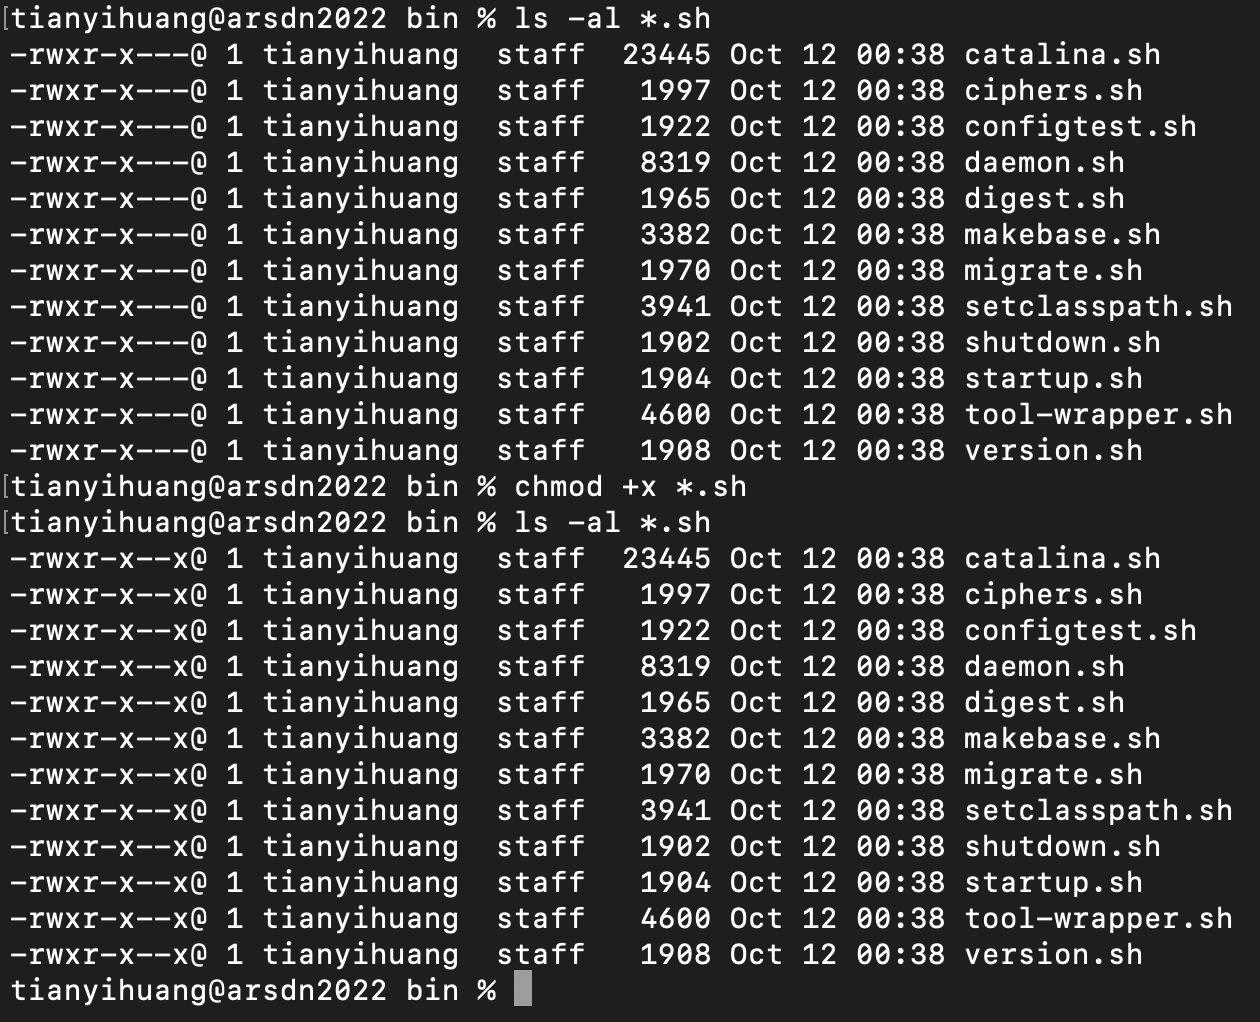 [tianyihuang@arsdn2022 bin % ls -al *.sh
-rwxr-x---@ 1 tianyihuang  staff  23445 Oct 12 00:38 catalina.sh
-rwxr-x---@ 1 tianyihuang  staff   1997 Oct 12 00:38 ciphers.sh
-rwxr-x---@ 1 tianyihuang  staff   1922 Oct 12 00:38 configtest.sh
-rwxr-x---@ 1 tianyihuang  staff   8319 Oct 12 00:38 daemon.sh
-rwxr-x---@ 1 tianyihuang  staff   1965 Oct 12 00:38 digest.sh
-rwxr-x---@ 1 tianyihuang  staff   3382 Oct 12 00:38 makebase.sh
-rwxr-x---@ 1 tianyihuang  staff   1970 Oct 12 00:38 migrate.sh
-rwxr-x---@ 1 tianyihuang  staff   3941 Oct 12 00:38 setclasspath.sh
-rwxr-x---@ 1 tianyihuang  staff   1902 Oct 12 00:38 shutdown.sh
-rwxr-x---@ 1 tianyihuang  staff   1904 Oct 12 00:38 startup.sh
-rwxr-x---@ 1 tianyihuang  staff   4600 Oct 12 00:38 tool-wrapper.sh
-rwxr-x---@ 1 tianyihuang  staff   1908 Oct 12 00:38 version.sh
[tianyihuang@arsdn2022 bin % chmod +x *.sh
[tianyihuang@arsdn2022 bin % ls -al *.sh
-rwxr-x--x@ 1 tianyihuang  staff  23445 Oct 12 00:38 catalina.sh
-rwxr-x--x@ 1 tianyihuang  staff   1997 Oct 12 00:38 ciphers.sh
-rwxr-x--x@ 1 tianyihuang  staff   1922 Oct 12 00:38 configtest.sh
-rwxr-x--x@ 1 tianyihuang  staff   8319 Oct 12 00:38 daemon.sh
-rwxr-x--x@ 1 tianyihuang  staff   1965 Oct 12 00:38 digest.sh
-rwxr-x--x@ 1 tianyihuang  staff   3382 Oct 12 00:38 makebase.sh
-rwxr-x--x@ 1 tianyihuang  staff   1970 Oct 12 00:38 migrate.sh
-rwxr-x--x@ 1 tianyihuang  staff   3941 Oct 12 00:38 setclasspath.sh
-rwxr-x--x@ 1 tianyihuang  staff   1902 Oct 12 00:38 shutdown.sh
-rwxr-x--x@ 1 tianyihuang  staff   1904 Oct 12 00:38 startup.sh
-rwxr-x--x@ 1 tianyihuang  staff   4600 Oct 12 00:38 tool-wrapper.sh
-rwxr-x--x@ 1 tianyihuang  staff   1908 Oct 12 00:38 version.sh
tianyihuang@arsdn2022 bin %